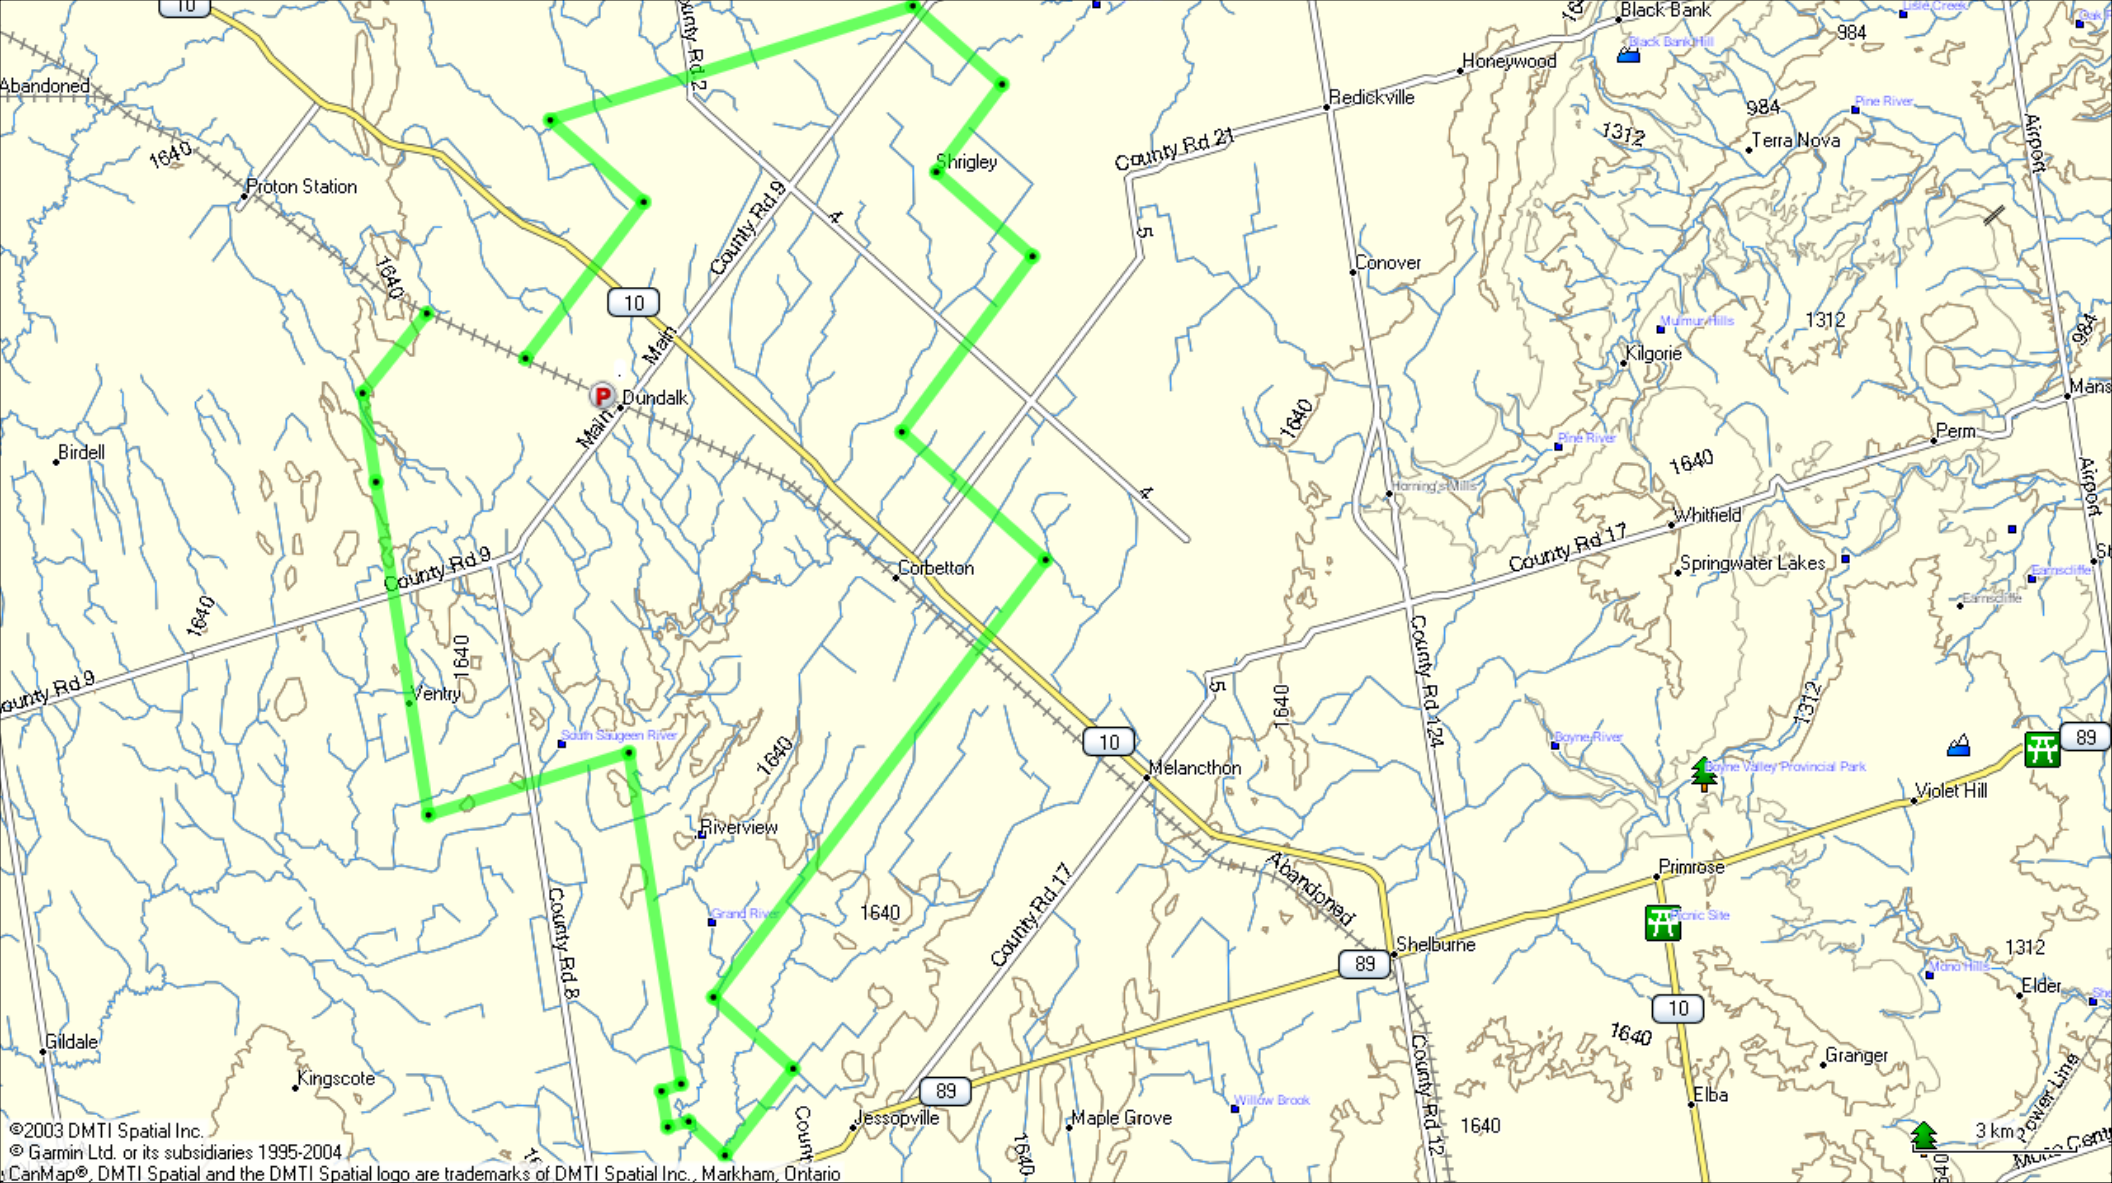 10
County Rd 2
Black Bank
Lisle Creek
984
Black Bank Hill
Honeywood
Abandoned
Redickville
984
Pine River
1312
Terra Nova
Airport
1640
Proton Station
Shrigley
County Rd 21
County Rd 9
4
5
1640
Conover
10
Mulmur Hills
1312
984
Main
Kilgorie
Mans
Dundalk
Main
1640
Perm
Pine River
Birdell
1640
Airport
Horning's Mills
4
Whitfield
County Rd 17
County Rd 9
Corbetton
Springwater Lakes
Earnscliffe
Earnscliffe
1640
1640
County Rd 124
ounty Rd 9
Ventry
5
1640
1312
South Saugeen River
10
Boyne River
89
1640
Melancthon
Boyne Valley Provincial Park
Violet Hill
Riverview
Abandoned
Primrose
1640
Grand River
Picnic Site
County Rd 17
County Rd 8
Shelburne
89
1312
Mono Hills
Elder
She
10
1640
Gildale
Kingscote
County Rd 12
Granger
89
Willow Brook
Elba
Power Line
Count
Jessopville
Maple Grove
1640
1640
3 km
©2003 DMTI Spatial Inc.
© Garmin Ltd. or its subsidiaries 1995-2004
CanMap®, DMTI Spatial and the DMTI Spatial logo are trademarks of DMTI Spatial Inc., Markham, Ontario